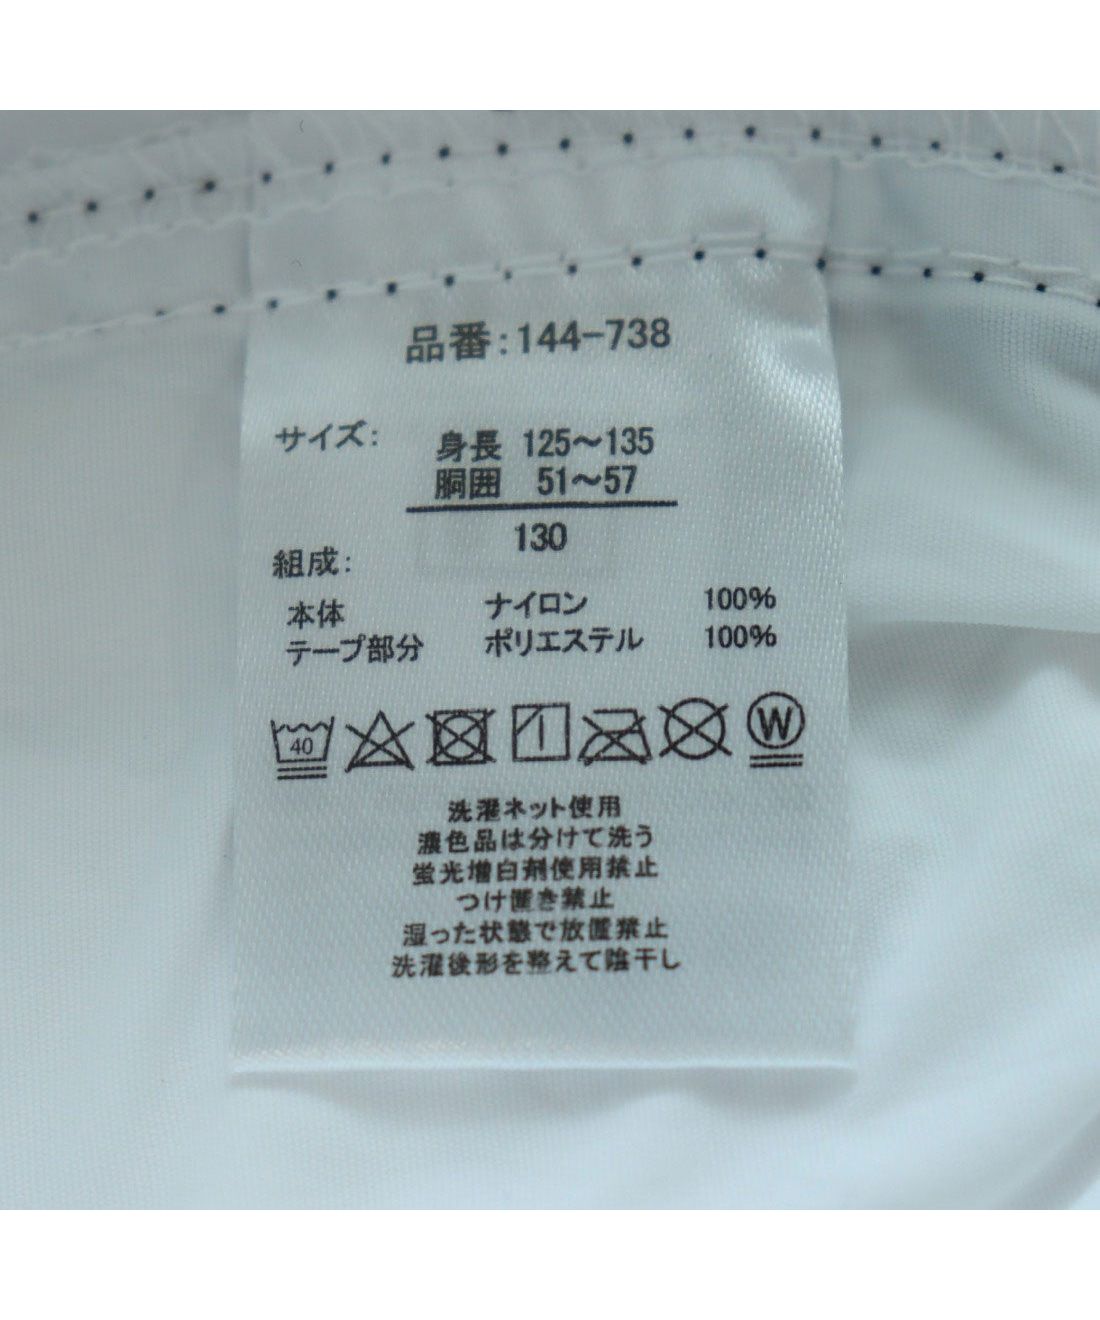 品番:144-738
サイズ: 身長 125〜135
胴囲 51〜57
130
組成:
本体 ナイロン 100%
テープ部分 ポリエステル 100%
40 W
洗濯ネット使用
濃色品は分けて洗う
蛍光増白剤使用禁止
つけ置き禁止
湿った状態で放置禁止
洗濯後形を整えて陰干し